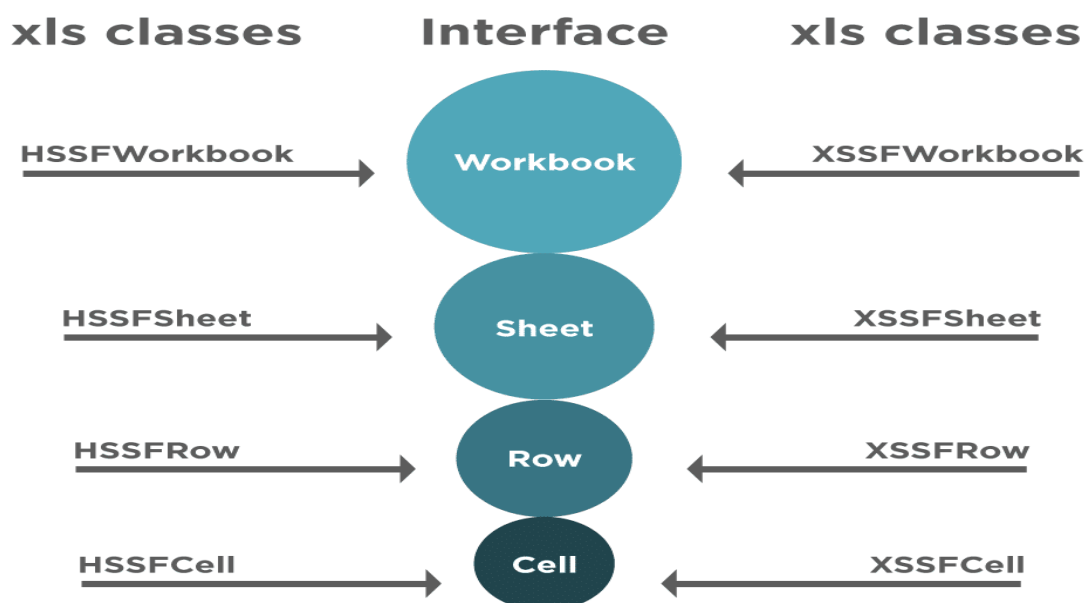 xls classes Interface xls classes
HSSFWorkbook Workbook XSSFWorkbook
HSSFSheet Sheet XSSFSheet
HSSFRow Row XSSFRow
HSSFCell Cell XSSFCell